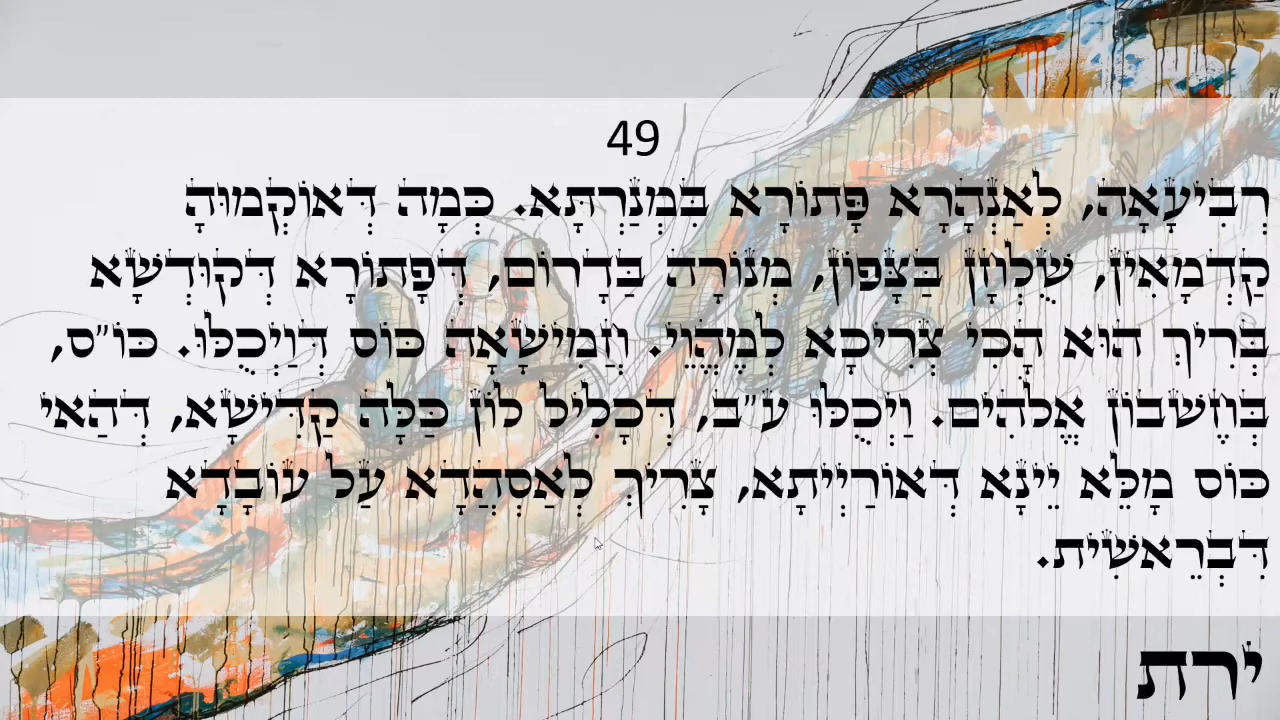 49
רְבִיעָאָה, לְאַנְהָרָא פָּתוֹרָא בִּמְנַרְתָּא. כְּמָה דְּאוֹקְמוּהָ
קַדְמָאִין, שֻׁלְחָן בַּצָּפוֹן, מְנוֹרָה בַּדָרוֹם, דְּפָתוֹרָא דְּקוּדְשָׁא
בְּרִיךְ הוּא הָכִי צְרִיכָא לְמֶהֱוֵי. וְחַמִישָׁאָה כּוֹס דְּוַיְכֻלּוּ. כּוֹ"ס,
בְּחֶשְׁבוֹן אֱלֹהִים. וַיְכֻלּוּ ע"ב, דְּכָלִיל לוֹן כַּלָּה קַדִּישָׁא, דְּהַאי
כּוֹס מָלֵּא יֵינָא דְּאוֹרַיְיתָא, צָרִיךְ לְאַסְהֲדָא עַל עוֹבָדָא
דִּבְרֵאשִׁית.
ירת